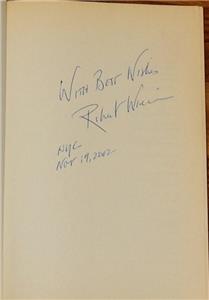 With Best Wishes
Robert
NYC
Nov 19, 2002